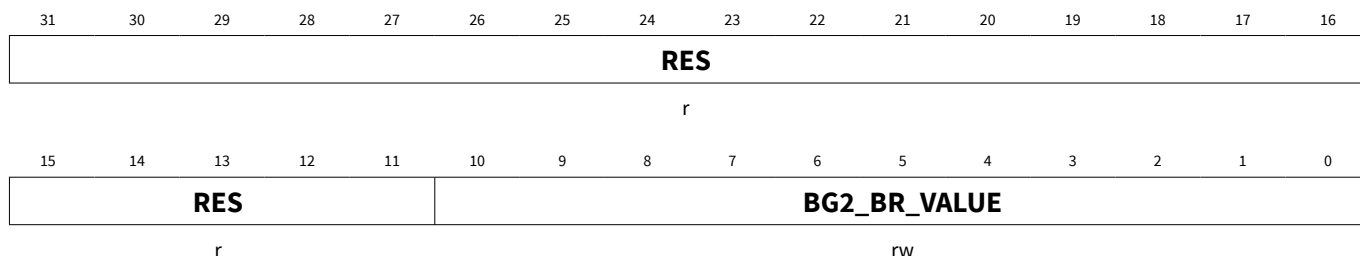 31 30 29 28 27 26 25 24 23 22 21 20 19 18 17 16
RES
r
15 14 13 12 11 10 9 8 7 6 5 4 3 2 1 0
RES BG2_BR_VALUE
r rw